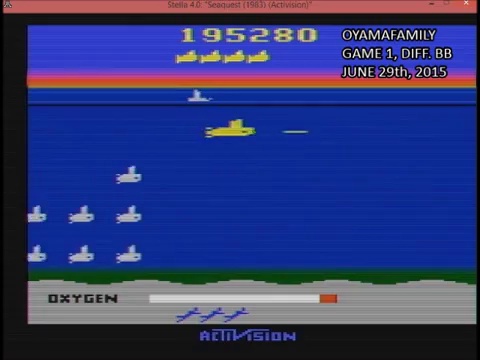 Stella 4.0: "Seaquest (1983) (Activision)"
195280
OYAMAFAMILY
GAME 1, DIFF. BB
JUNE 29th, 2015
OXYGEN
ACTIVISION